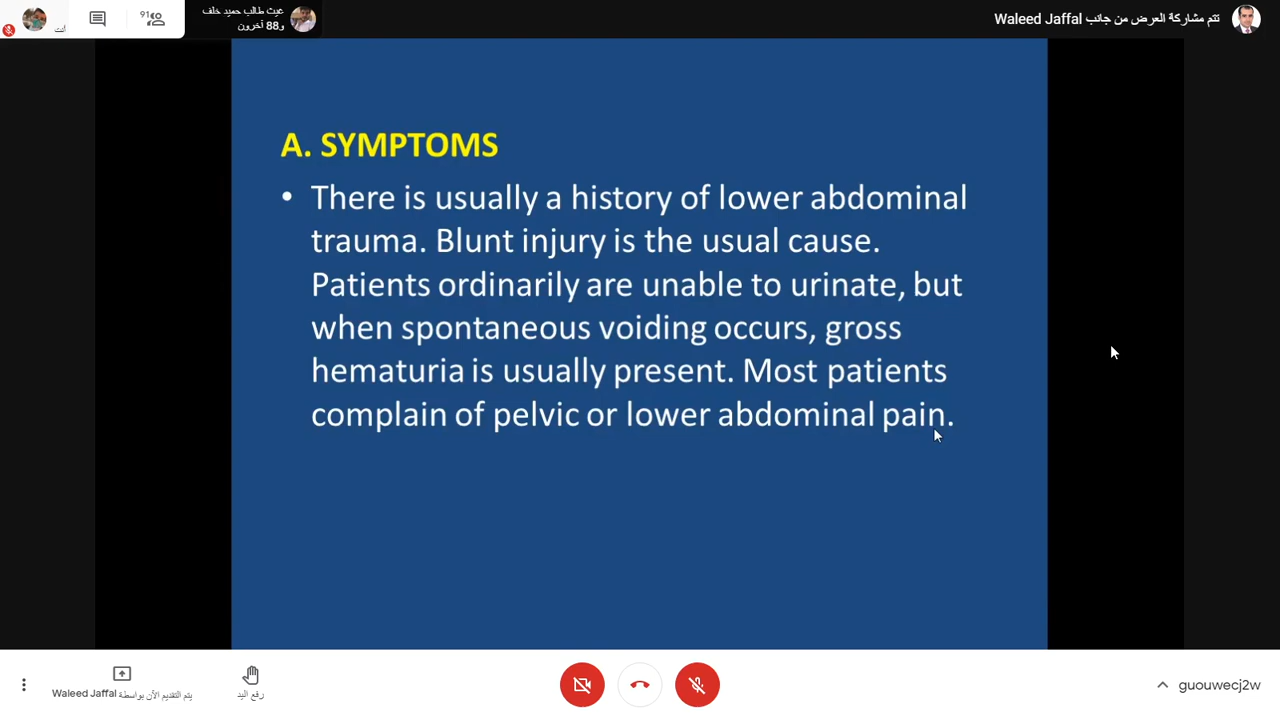 91
أنت
غيث طالب حميد خلف
و88 آخرون
تتم مشاركة العرض من جانب Waleed Jaffal
A. SYMPTOMS
• There is usually a history of lower abdominal
trauma. Blunt injury is the usual cause.
Patients ordinarily are unable to urinate, but
when spontaneous voiding occurs, gross
hematuria is usually present. Most patients
complain of pelvic or lower abdominal pain.
يتم التقديم الآن بواسطة Waleed Jaffal
رفع اليد
guouwecj2w